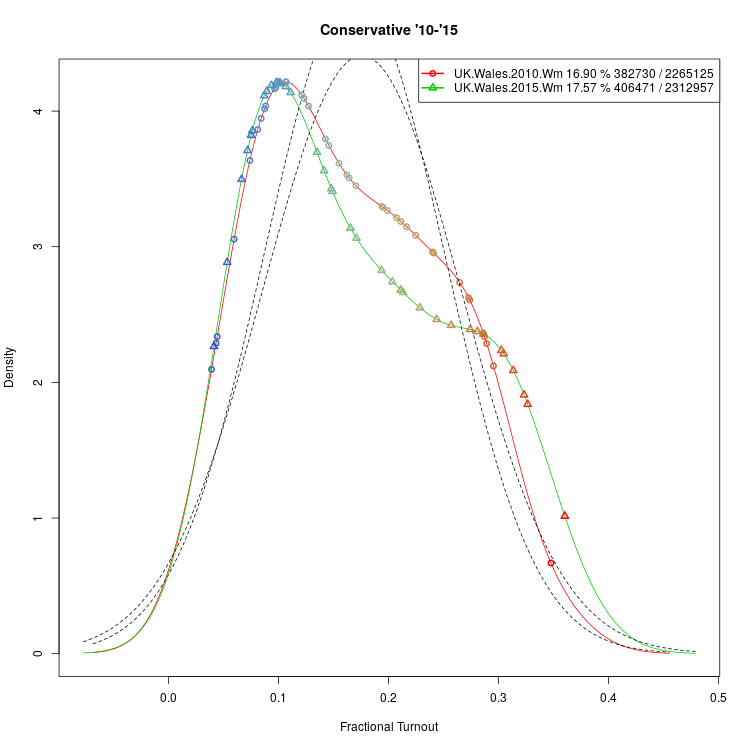 Conservative '10-'15
UK.Wales.2010.Wm 16.90 % 382730 / 2265125
UK.Wales.2015.Wm 17.57 % 406471 / 2312957
4
3
2
1
0
Density
0.0 0.1 0.2 0.3 0.4 0.5
Fractional Turnout